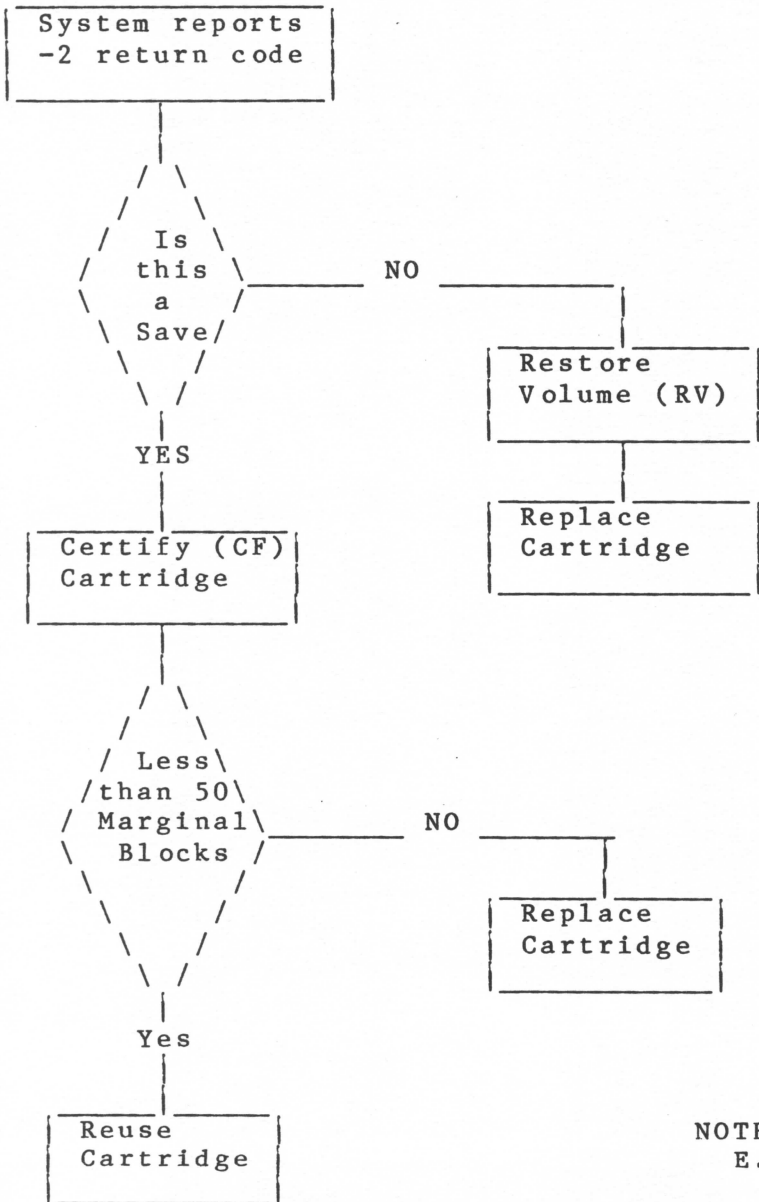 System reports
-2 return code
Is
this
a
Save
NO
Restore
Volume (RV)
YES
Replace
Cartridge
Certify (CF)
Cartridge
Less
than 50
Marginal
Blocks
NO
Replace
Cartridge
Yes
Reuse
Cartridge
NOTE
E.